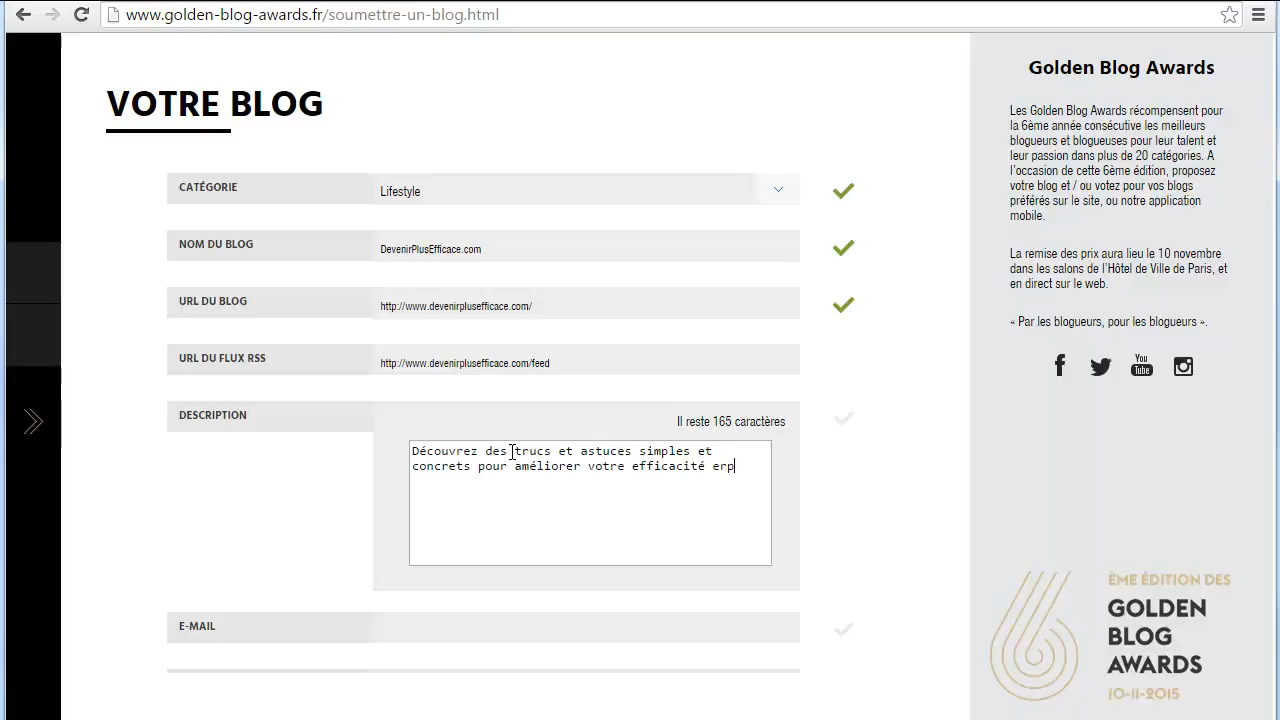 www.golden-blog-awards.fr/soumettre-un-blog.html
VOTRE BLOG
CATÉGORIE
Lifestyle
NOM DU BLOG
DevenirPlusEfficace.com
URL DU BLOG
http://www.devenirplusefficace.com/
URL DU FLUX RSS
http://www.devenirplusefficace.com/feed
DESCRIPTION
Il reste 165 caractères
Découvrez des trucs et astuces simples et
concrets pour améliorer votre efficacité erp
E-MAIL
Golden Blog Awards
Les Golden Blog Awards récompensent pour
la 6ème année consécutive les meilleurs
blogueurs et blogueuses pour leur talent et
leur passion dans plus de 20 catégories. A
l'occasion de cette 6ème édition, proposez
votre blog et / ou votez pour vos blogs
préférés sur le site, ou notre application
mobile.
La remise des prix aura lieu le 10 novembre
dans les salons de l'Hôtel de Ville de Paris, et
en direct sur le web.
« Par les blogueurs, pour les blogueurs ».
You
Tube
ÈME ÉDITION DES
GOLDEN
BLOG
AWARDS
10-11-2015